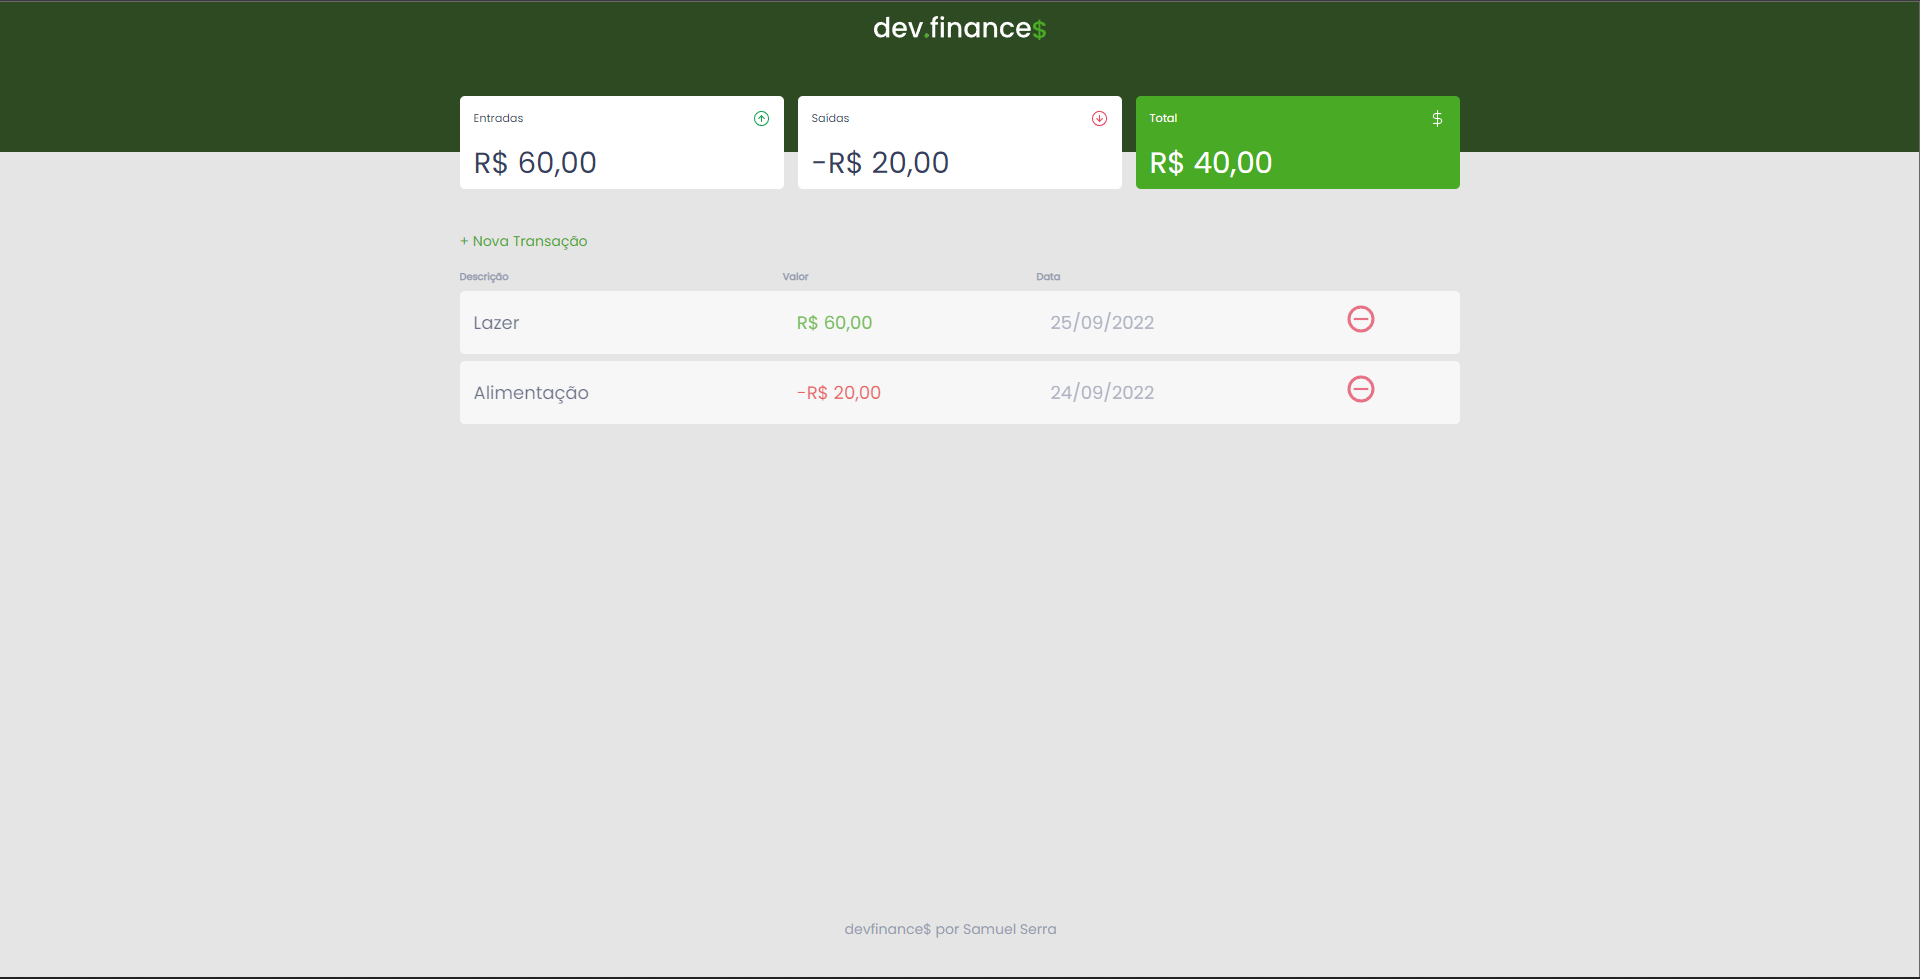 dev.finance$
Entradas
R$ 60,00
Saídas
-R$ 20,00
Total
$
R$ 40,00
+ Nova Transação
Descrição Valor Data
Lazer R$ 60,00 25/09/2022
Alimentação -R$ 20,00 24/09/2022
devfinance$ por Samuel Serra